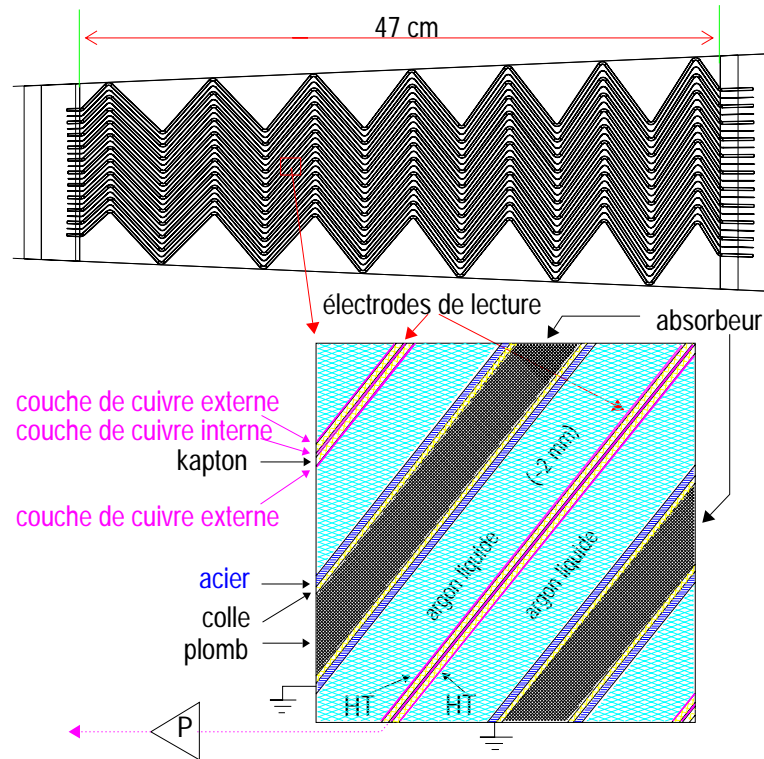 47 cm
électrodes de lecture
absorbeur
couche de cuivre externe
couche de cuivre interne
kapton
couche de cuivre externe
(~2 mm)
argon liquide
argon liquide
acier
colle
plomb
HT
HT
P